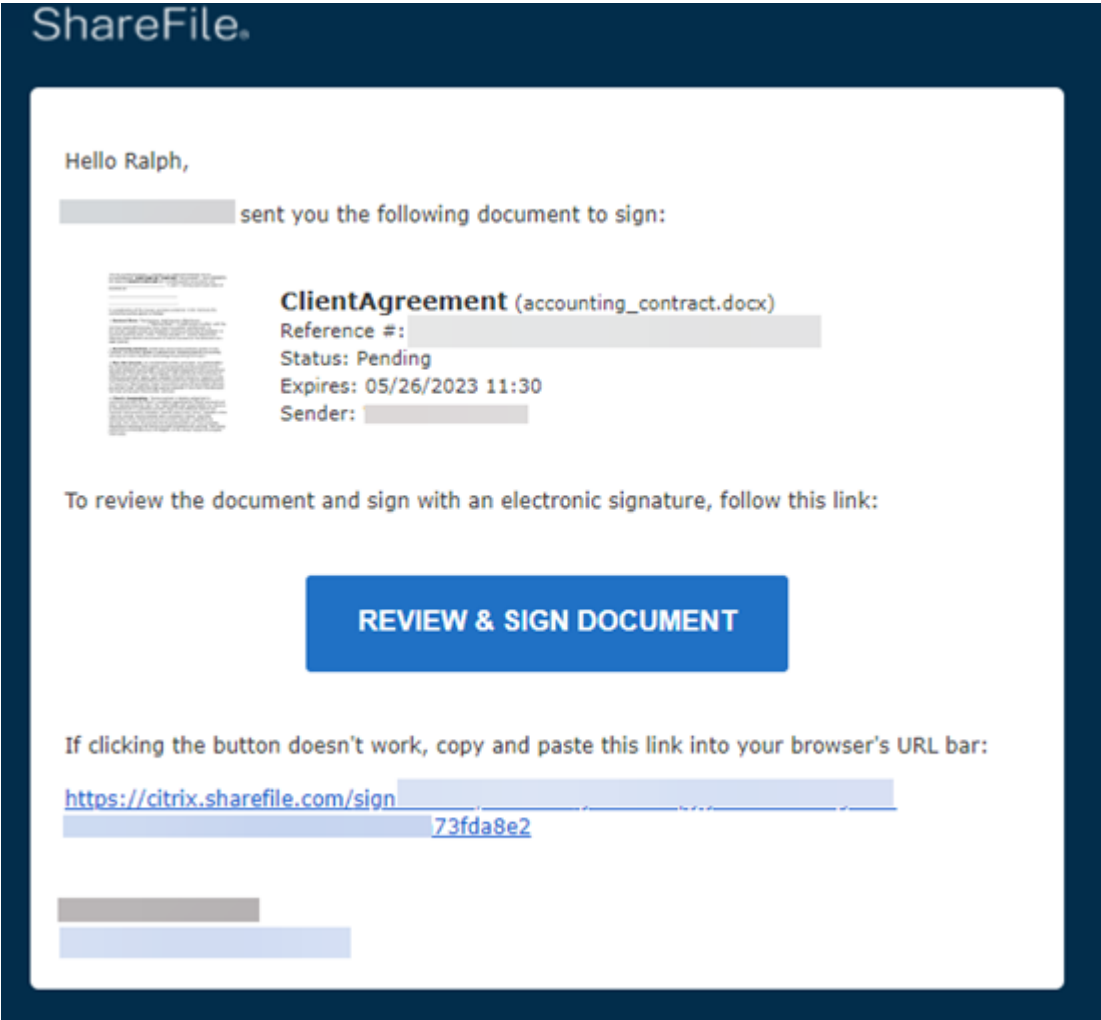 ShareFile.
Hello Ralph,
sent you the following document to sign:
ClientAgreement (accounting_contract.docx)
Reference #:
Status: Pending
Expires: 05/26/2023 11:30
Sender:
To review the document and sign with an electronic signature, follow this link:
REVIEW & SIGN DOCUMENT
If clicking the button doesn't work, copy and paste this link into your browser's URL bar:
https://citrix.sharefile.com/sign
73fda8e2